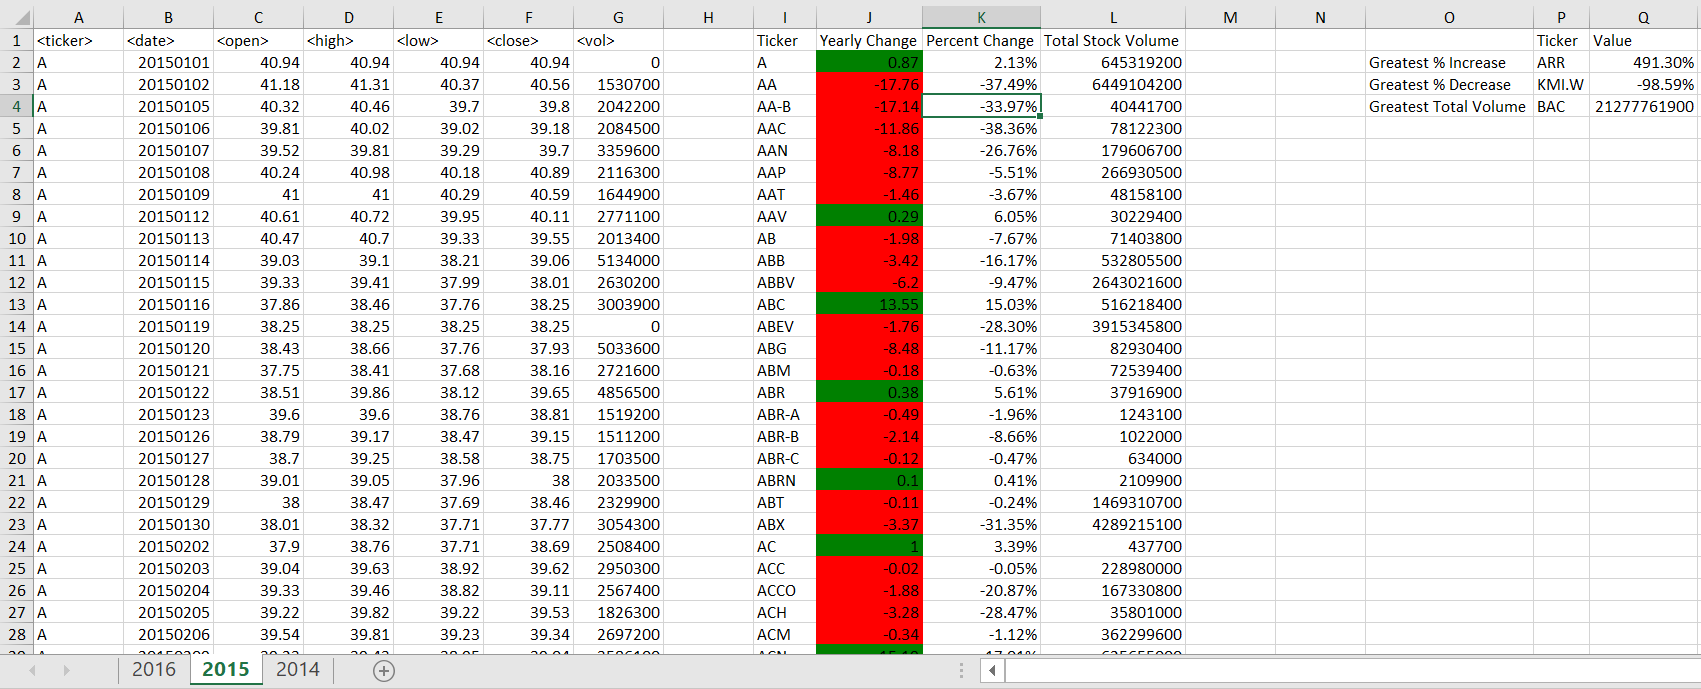 A B C D E F G H I J K L M N O P Q
1 <ticker> <date> <open> <high> <low> <close> <vol> Ticker Yearly Change Percent Change Total Stock Volume Ticker Value
2 A 20150101 40.94 40.94 40.94 40.94 0 A 0.87 2.13% 645319200 Greatest % Increase ARR 491.30%
3 A 20150102 41.18 41.31 40.37 40.56 1530700 AA -17.76 -37.49% 6449104200 Greatest % Decrease KMI.W -98.59%
4 A 20150105 40.32 40.46 39.7 39.8 2042200 AA-B -17.14 -33.97% 40441700 Greatest Total Volume BAC 21277761900
5 A 20150106 39.81 40.02 39.02 39.18 2084500 AAC -11.86 -38.36% 78122300
6 A 20150107 39.52 39.81 39.29 39.7 3359600 AAN -8.18 -26.76% 179606700
7 A 20150108 40.24 40.98 40.18 40.89 2116300 AAP -8.77 -5.51% 266930500
8 A 20150109 41 41 40.29 40.59 1644900 AAT -1.46 -3.67% 48158100
9 A 20150112 40.61 40.72 39.95 40.11 2771100 AAV 0.29 6.05% 30229400
10 A 20150113 40.47 40.7 39.33 39.55 2013400 AB -1.98 -7.67% 71403800
11 A 20150114 39.03 39.1 38.21 39.06 5134000 ABB -3.42 -16.17% 532805500
12 A 20150115 39.33 39.41 37.99 38.01 2630200 ABBV -6.2 -9.47% 2643021600
13 A 20150116 37.86 38.46 37.76 38.25 3003900 ABC 13.55 15.03% 516218400
14 A 20150119 38.25 38.25 38.25 38.25 0 ABEV -1.76 -28.30% 3915345800
15 A 20150120 38.43 38.66 37.76 37.93 5033600 ABG -8.48 -11.17% 82930400
16 A 20150121 37.75 38.41 37.68 38.16 2721600 ABM -0.18 -0.63% 72539400
17 A 20150122 38.51 39.86 38.12 39.65 4856500 ABR 0.38 5.61% 37916900
18 A 20150123 39.6 39.6 38.76 38.81 1519200 ABR-A -0.49 -1.96% 1243100
19 A 20150126 38.79 39.17 38.47 39.15 1511200 ABR-B -2.14 -8.66% 1022000
20 A 20150127 38.7 39.25 38.58 38.75 1703500 ABR-C -0.12 -0.47% 634000
21 A 20150128 39.01 39.05 37.96 38 2033500 ABRN 0.1 0.41% 2109900
22 A 20150129 38 38.47 37.69 38.46 2329900 ABT -0.11 -0.24% 1469310700
23 A 20150130 38.01 38.32 37.71 37.77 3054300 ABX -3.37 -31.35% 4289215100
24 A 20150202 37.9 38.76 37.71 38.69 2508400 AC 1 3.39% 437700
25 A 20150203 39.04 39.63 38.92 39.62 2950300 ACC -0.02 -0.05% 228980000
26 A 20150204 39.33 39.46 38.82 39.11 2567400 ACCO -1.88 -20.87% 167330800
27 A 20150205 39.22 39.82 39.22 39.53 1826300 ACH -3.28 -28.47% 35801000
28 A 20150206 39.54 39.81 39.23 39.34 2697200 ACM -0.34 -1.12% 362299600
2016 2015 2014